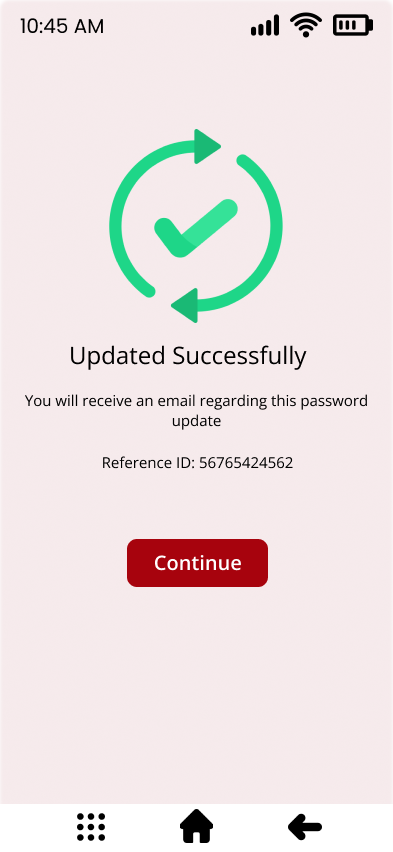 10:45 AM
Updated Successfully
You will receive an email regarding this password
update
Reference ID: 56765424562
Continue